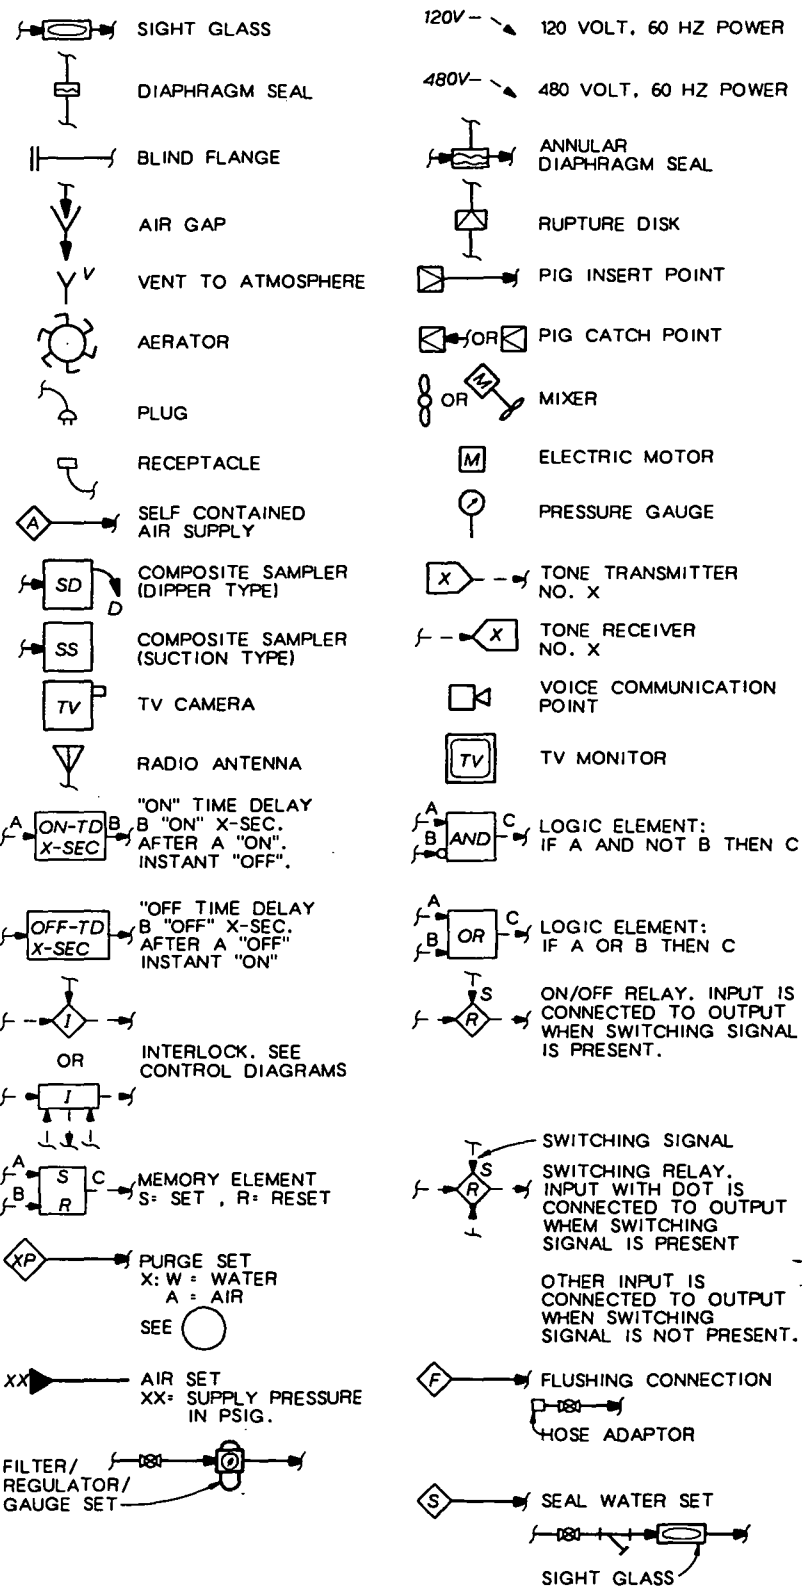 SIGHT GLASS
DIAPHRAGM SEAL
BLIND FLANGE
AIR GAP
V
VENT TO ATMOSPHERE
AERATOR
PLUG
RECEPTACLE
A
SELF CONTAINED
AIR SUPPLY
SD
D
COMPOSITE SAMPLER
(DIPPER TYPE)
SS
COMPOSITE SAMPLER
(SUCTION TYPE)
TV
TV CAMERA
RADIO ANTENNA
A
ON-TD
X-SEC
B
"ON" TIME DELAY
B "ON" X-SEC.
AFTER A "ON".
INSTANT "OFF".
OFF-TD
X-SEC
"OFF TIME DELAY
B "OFF" X-SEC.
AFTER A "OFF"
INSTANT "ON"
I
OR
I
INTERLOCK. SEE
CONTROL DIAGRAMS
A
B
S
R
C
MEMORY ELEMENT
S= SET , R= RESET
XP
PURGE SET
X: W = WATER
A = AIR
SEE
XX
AIR SET
XX= SUPPLY PRESSURE
IN PSIG.
FILTER/
REGULATOR/
GAUGE SET
120V
120 VOLT, 60 HZ POWER
480V
480 VOLT, 60 HZ POWER
ANNULAR
DIAPHRAGM SEAL
RUPTURE DISK
PIG INSERT POINT
OR
PIG CATCH POINT
OR
M
MIXER
M
ELECTRIC MOTOR
PRESSURE GAUGE
X
TONE TRANSMITTER
NO. X
X
TONE RECEIVER
NO. X
VOICE COMMUNICATION
POINT
TV
TV MONITOR
A
B
AND
C
LOGIC ELEMENT:
IF A AND NOT B THEN C
A
B
OR
C
LOGIC ELEMENT:
IF A OR B THEN C
S
R
ON/OFF RELAY. INPUT IS
CONNECTED TO OUTPUT
WHEN SWITCHING SIGNAL
IS PRESENT.
SWITCHING SIGNAL
S
R
SWITCHING RELAY.
INPUT WITH DOT IS
CONNECTED TO OUTPUT
WHEM SWITCHING
SIGNAL IS PRESENT
OTHER INPUT IS
CONNECTED TO OUTPUT
WHEN SWITCHING
SIGNAL IS NOT PRESENT.
F
FLUSHING CONNECTION
HOSE ADAPTOR
S
SEAL WATER SET
SIGHT GLASS